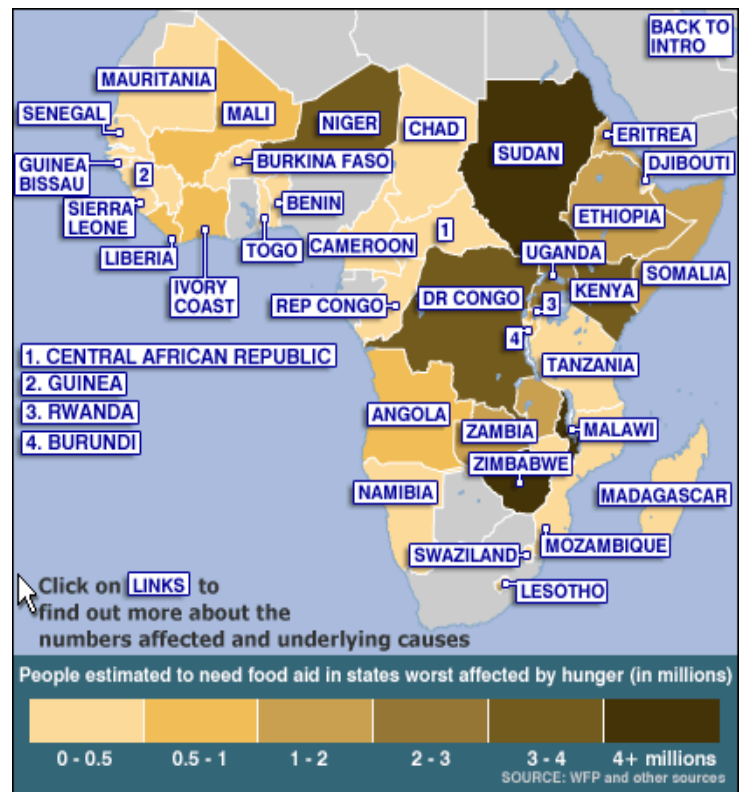 BACK TO
INTRO
MAURITANIA
SENEGAL
MALI
NIGER
CHAD
SUDAN
ERITREA
DJIBOUTI
GUINEA
BISSAU
2
BURKINA FASO
SIERRA
LEONE
BENIN
ETHIOPIA
LIBERIA
TOGO
CAMEROON
1
UGANDA
SOMALIA
IVORY
COAST
REP CONGO
DR CONGO
3
KENYA
4
1. CENTRAL AFRICAN REPUBLIC
2. GUINEA
3. RWANDA
4. BURUNDI
TANZANIA
ANGOLA
ZAMBIA
MALAWI
ZIMBABWE
NAMIBIA
MADAGASCAR
SWAZILAND
MOZAMBIQUE
LESOTHO
Click on LINKS to
find out more about the
numbers affected and underlying causes
People estimated to need food aid in states worst affected by hunger (in millions)
0 - 0.5 0.5 - 1 1 - 2 2 - 3 3 - 4 4+ millions
SOURCE: WFP and other sources